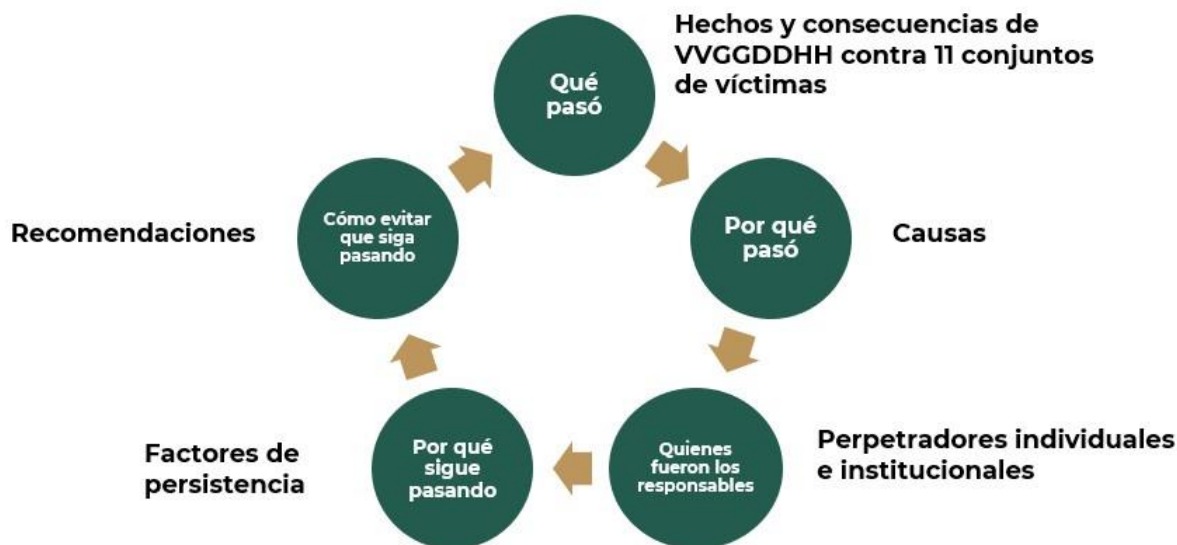 Qué
pasó
Hechos y consecuencias de
VVGGDDHH contra 11 conjuntos
de víctimas
Por qué
pasó
Causas
Quienes
fueron los
responsables
Perpetradores individuales
e institucionales
Por qué
sigue
pasando
Factores de
persistencia
Cómo evitar
que siga
pasando
Recomendaciones